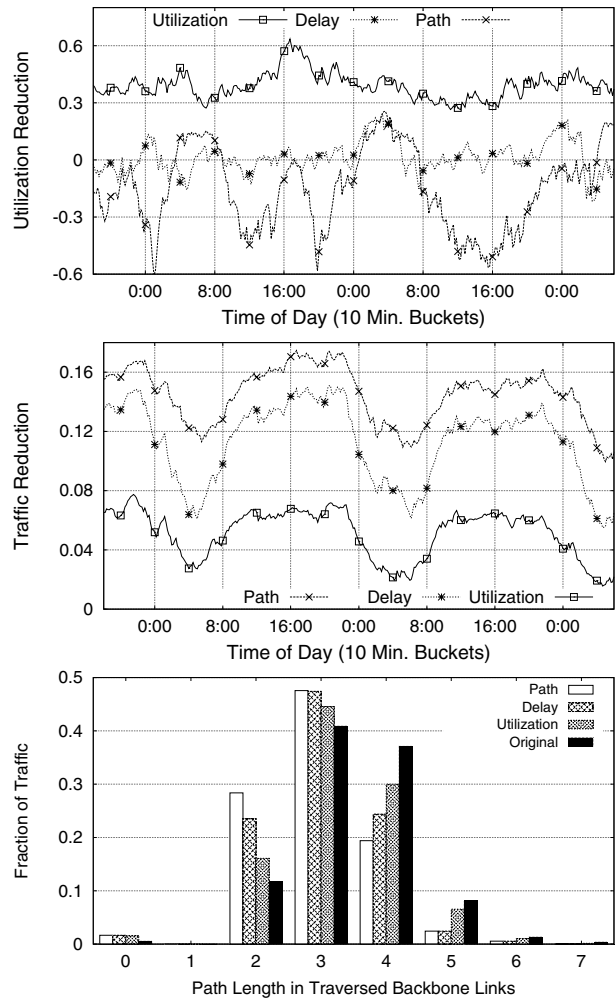 Utilization Delay Path
0.6
0.3
0
-0.3
-0.6
Utilization Reduction
0:00 8:00 16:00 0:00 8:00 16:00 0:00
Time of Day (10 Min. Buckets)
0.16
0.12
0.08
0.04
0
Traffic Reduction
Path Delay Utilization
0:00 8:00 16:00 0:00 8:00 16:00 0:00
Time of Day (10 Min. Buckets)
0.5
0.4
0.3
0.2
0.1
0
Fraction of Traffic
Path
Delay
Utilization
Original
0 1 2 3 4 5 6 7
Path Length in Traversed Backbone Links